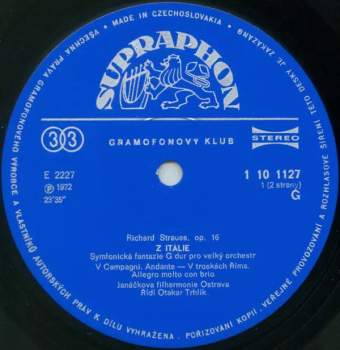 • MADE IN CZECHOSLOVAKIA •
VŠECHNA PRÁVA GRAMOFONOVÉHO VÝROBCE A VLASTNÍKŮ AUTORSKÝCH PRÁV K DÍLU VYHRAŽENA. POŘIZOVÁNÍ KOPIÍ, VEŘEJNÉ PROVOZOVÁNÍ A ROZHLASOVÉ ŠÍŘENÍ TÉTO DESKY JE ZAKÁZÁNO
SUPRAPHON
33
GRAMOFONOVÝ KLUB
STEREO
E 2227
1 10 1127
℗ 1972
1 (2 strany)
23'35"
G
Richard Strauss, op. 16
Z ITÁLIE
Symfonická fantazie G dur pro velký orchestr
V Campagni. Andante — V troskách Říma.
Allegro molto con brio
Janáčkova filharmonie Ostrava
Řídí Otakar Trhlík